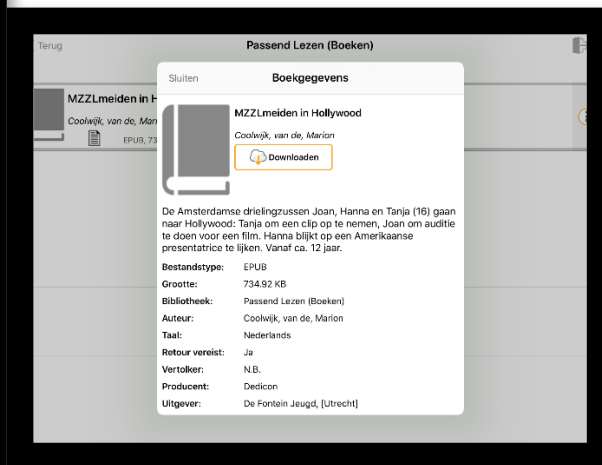 Terug
Passend Lezen (Boeken)
Sluiten
Boekgegevens
MZZLmeiden in H
Coolwijk, van de, Mari
EPUB, 73
MZZLmeiden in Hollywood
Coolwijk, van de, Marion
Downloaden
De Amsterdamse drielingzussen Joan, Hanna en Tanja (16) gaan
naar Hollywood: Tanja om een clip op te nemen, Joan om auditie
te doen voor een film. Hanna blijkt op een Amerikaanse
presentatrice te lijken. Vanaf ca. 12 jaar.
Bestandstype: EPUB
Grootte: 734.92 KB
Bibliotheek: Passend Lezen (Boeken)
Auteur: Coolwijk, van de, Marion
Taal: Nederlands
Retour vereist: Ja
Vertolker: N.B.
Producent: Dedicon
Uitgever: De Fontein Jeugd, [Utrecht]